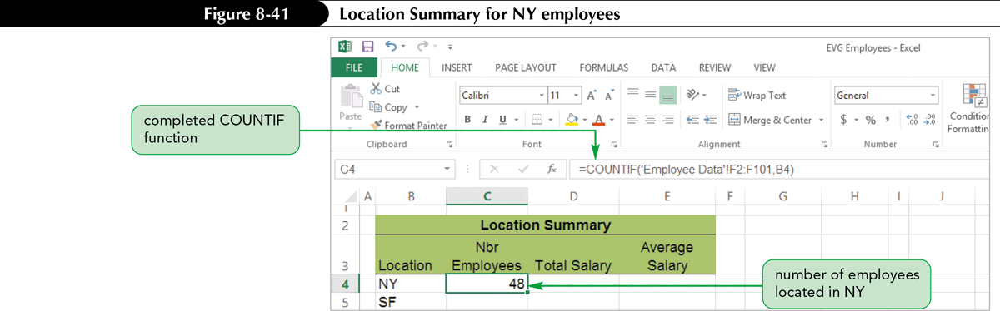 Figure 8-41 Location Summary for NY employees
EVG Employees - Excel
FILE HOME INSERT PAGE LAYOUT FORMULAS DATA REVIEW VIEW
Paste
Cut
Copy
Format Painter
Clipboard
Calibri 11
A A
B I U A
Font
Wrap Text
Merge & Center
Alignment
General
$ % , .00 .00
Number
Condition
Formatting
completed COUNTIF
function
C4 fx =COUNTIF('Employee Data'!F2:F101,B4)
A B C D E F G H I J
1
2 Location Summary
3 Location Nbr Employees Total Salary Average Salary
4 NY 48
5 SF
number of employees
located in NY